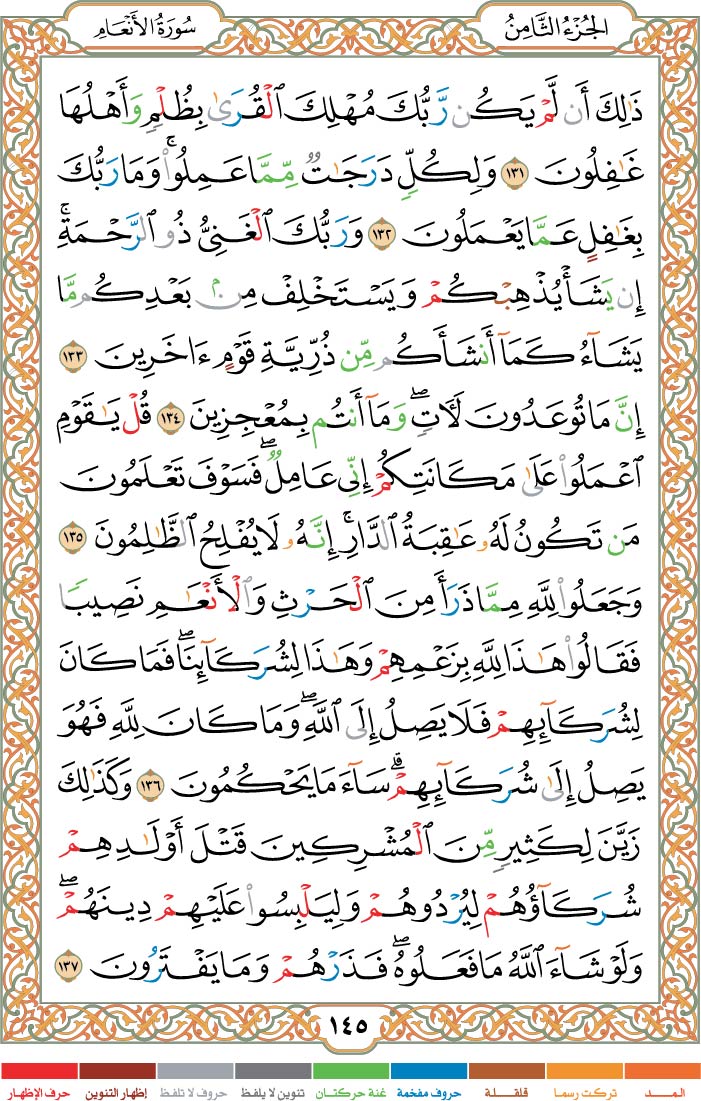 الجُزْءُ الثَّامِنُ
سُورَةُ الأَنْعَامِ
ذَٰلِكَ أَن لَّمْ يَكُن رَّبُّكَ مُهْلِكَ ٱلْقُرَىٰ بِظُلْمٍ وَأَهْلُهَا
غَٰفِلُونَ ١٣١ وَلِكُلٍّ دَرَجَٰتٌ مِّمَّا عَمِلُوا۟ ۚ وَمَا رَبُّكَ
بِغَٰفِلٍ عَمَّا يَعْمَلُونَ ١٣٢ وَرَبُّكَ ٱلْغَنِىُّ ذُو ٱلرَّحْمَةِ ۚ
إِن يَشَأْ يُذْهِبْكُمْ وَيَسْتَخْلِفْ مِنۢ بَعْدِكُم مَّا
يَشَآءُ كَمَآ أَنشَأَكُم مِّن ذُرِّيَّةِ قَوْمٍ ءَاخَرِينَ ١٣٣
إِنَّ مَا تُوعَدُونَ لَءَاتٍ ۖ وَمَآ أَنتُم بِمُعْجِزِينَ ١٣٤ قُلْ يَٰقَوْمِ
ٱعْمَلُوا۟ عَلَىٰ مَكَانَتِكُمْ إِنِّى عَامِلٌ ۖ فَسَوْفَ تَعْلَمُونَ
مَن تَكُونُ لَهُۥ عَٰقِبَةُ ٱلدَّارِ ۗ إِنَّهُۥ لَا يُفْلِحُ ٱلظَّٰلِمُونَ ١٣٥
وَجَعَلُوا۟ لِلَّهِ مِمَّا ذَرَأَ مِنَ ٱلْحَرْثِ وَٱلْأَنْعَٰمِ نَصِيبًا
فَقَالُوا۟ هَٰذَا لِلَّهِ بِزَعْمِهِمْ وَهَٰذَا لِشُرَكَآئِنَا ۖ فَمَا كَانَ
لِشُرَكَآئِهِمْ فَلَا يَصِلُ إِلَى ٱللَّهِ ۖ وَمَا كَانَ لِلَّهِ فَهُوَ
يَصِلُ إِلَىٰ شُرَكَآئِهِمْ ۗ سَآءَ مَا يَحْكُمُونَ ١٣٦ وَكَذَٰلِكَ
زَيَّنَ لِكَثِيرٍ مِّنَ ٱلْمُشْرِكِينَ قَتْلَ أَوْلَٰدِهِمْ
شُرَكَآؤُهُمْ لِيُرْدُوهُمْ وَلِيَلْبِسُوا۟ عَلَيْهِمْ دِينَهُمْ ۖ
وَلَوْ شَآءَ ٱللَّهُ مَا فَعَلُوهُ ۖ فَذَرْهُمْ وَمَا يَفْتَرُونَ ١٣٧
١٤٥
المــد
تركت رسما
قلقلة
حروف مفخمة
غنة حركتان
تنوين لا يلفظ
حروف لا تلفظ
إظهار التنوين
حرف الإظهار